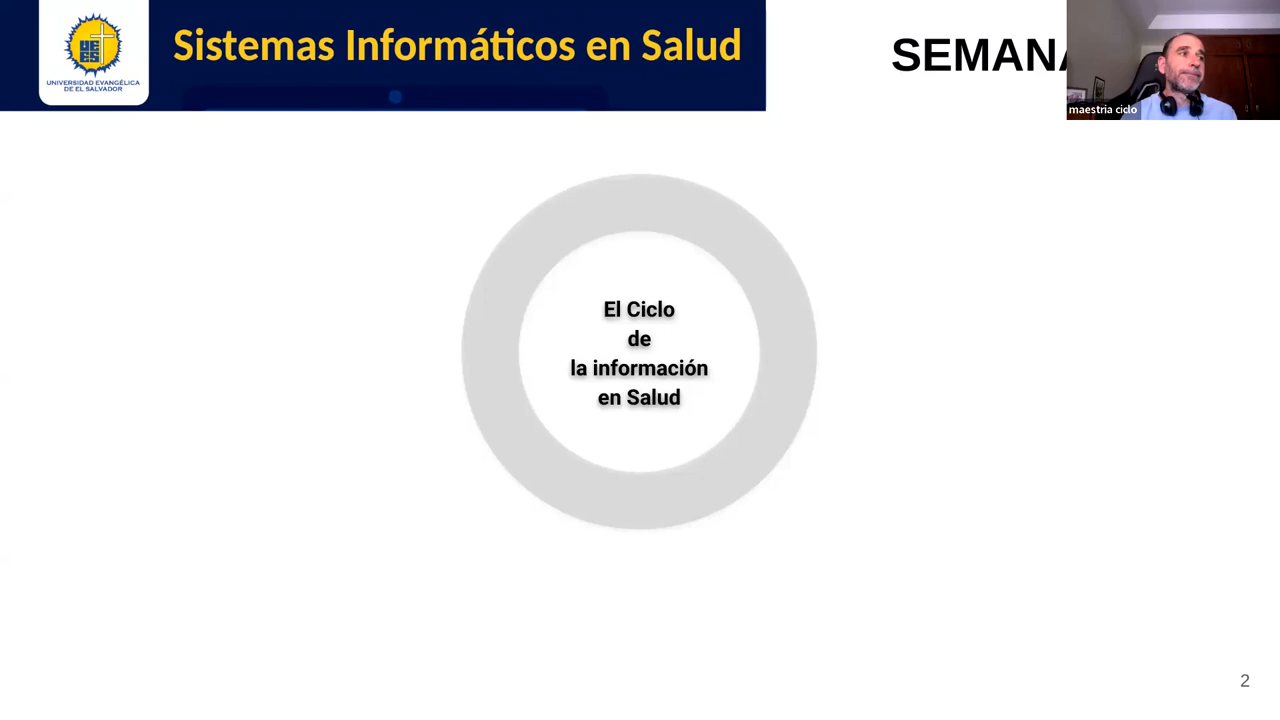 Sistemas Informáticos en Salud
UNIVERSIDAD EVANGÉLICA
DE EL SALVADOR
SEMANA
maestria ciclo
El Ciclo
de
la información
en Salud
2